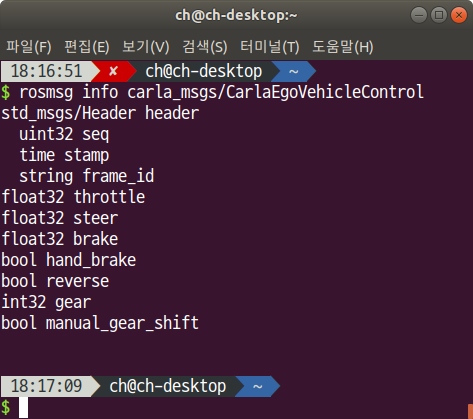 ch@ch-desktop:~
파일(F) 편집(E) 보기(V) 검색(S) 터미널(T) 도움말(H)
18:16:51 ✘ ch@ch-desktop ~
$ rosmsg info carla_msgs/CarlaEgoVehicleControl
std_msgs/Header header
  uint32 seq
  time stamp
  string frame_id
float32 throttle
float32 steer
float32 brake
bool hand_brake
bool reverse
int32 gear
bool manual_gear_shift
18:17:09 ch@ch-desktop ~
$